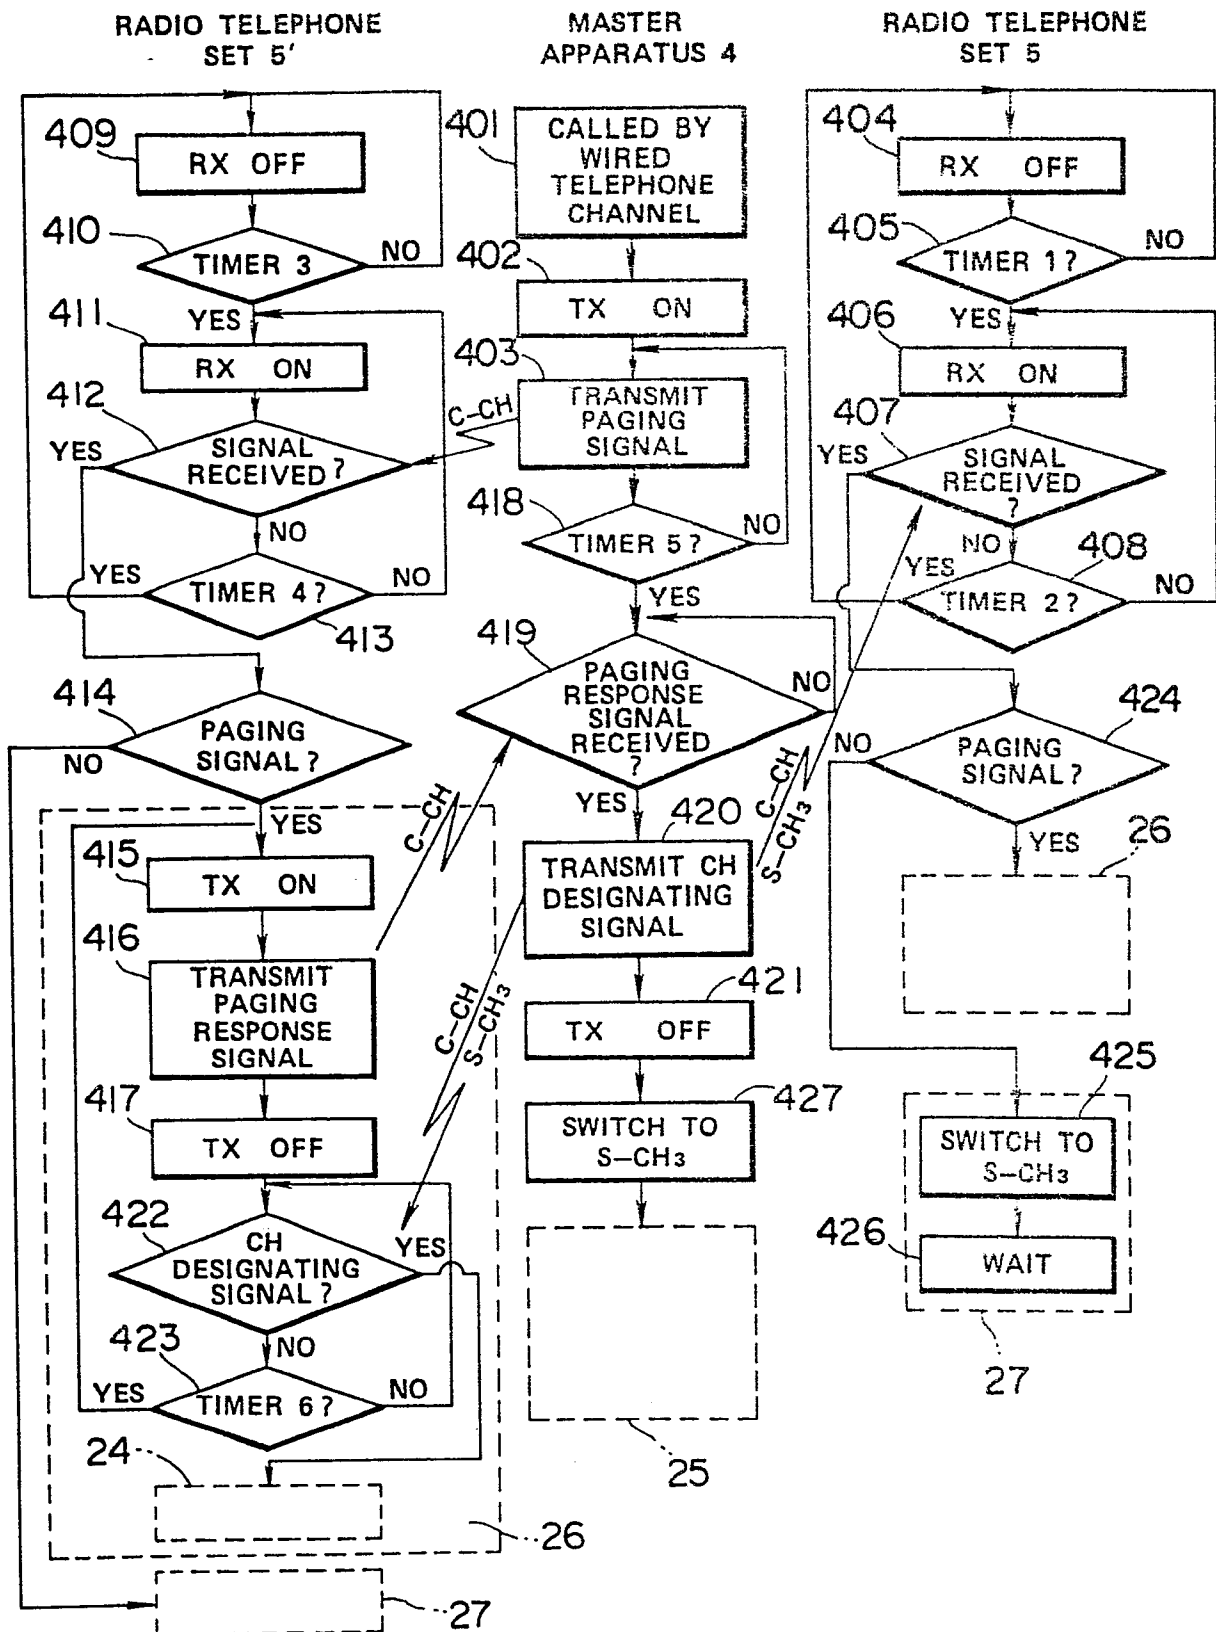 RADIO TELEPHONE
SET 5'
409
RX OFF
410
TIMER 3
NO
YES
411
RX ON
412
YES
SIGNAL
RECEIVED ?
NO
YES
TIMER 4 ?
NO
413
414
PAGING
SIGNAL ?
NO
YES
415
TX ON
416
TRANSMIT
PAGING
RESPONSE
SIGNAL
417
TX OFF
422
CH
DESIGNATING
SIGNAL ?
YES
423
NO
YES
TIMER 6 ?
NO
24
26
27
MASTER
APPARATUS 4
401
CALLED BY
WIRED
TELEPHONE
CHANNEL
402
TX ON
403
TRANSMIT
PAGING
SIGNAL
C-CH
418
TIMER 5 ?
NO
YES
419
PAGING
RESPONSE
SIGNAL
RECEIVED
?
NO
C-CH
YES
420
TRANSMIT CH
DESIGNATING
SIGNAL
C-CH
S-CH3
C-CH
S-CH3
421
TX OFF
427
SWITCH TO
S-CH3
25
RADIO TELEPHONE
SET 5
404
RX OFF
405
TIMER 1 ?
NO
YES
406
RX ON
407
YES
SIGNAL
RECEIVED
?
NO
408
YES
TIMER 2 ?
NO
424
NO
PAGING
SIGNAL ?
YES
26
425
SWITCH TO
S-CH3
426
WAIT
27